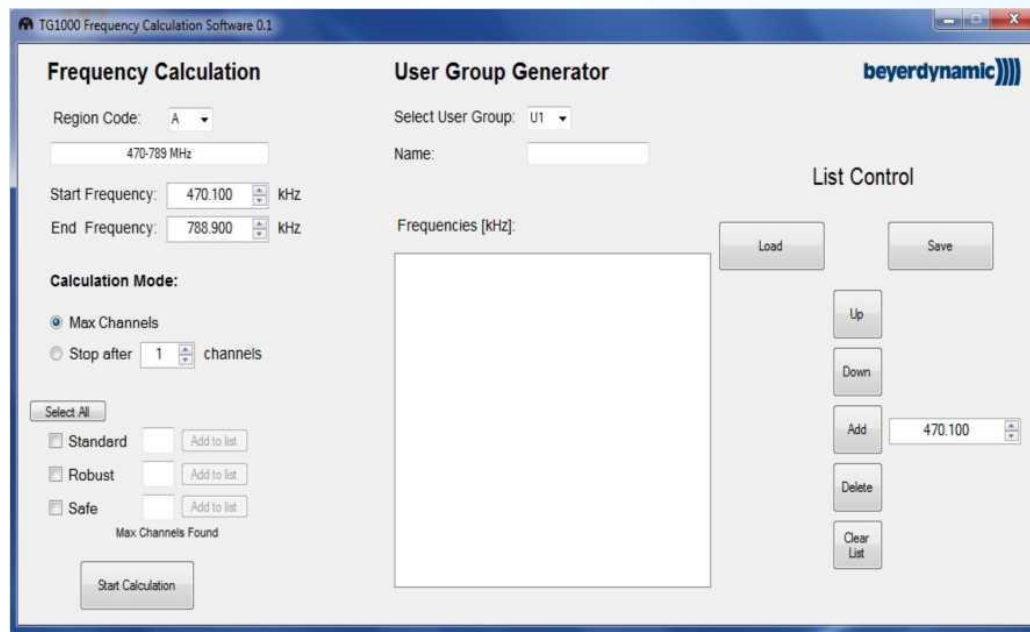 TG1000 Frequency Calculation Software 0.1
Frequency Calculation
Region Code: A
470-789 MHz
Start Frequency: 470.100 kHz
End Frequency: 788.900 kHz
Calculation Mode:
Max Channels
Stop after 1 channels
Select All
Standard Add to list
Robust Add to list
Safe Add to list
Max Channels Found
Start Calculation
User Group Generator
Select User Group: U1
Name:
Frequencies [kHz]:
beyerdynamic
List Control
Load Save
Up
Down
Add 470.100
Delete
Clear
List